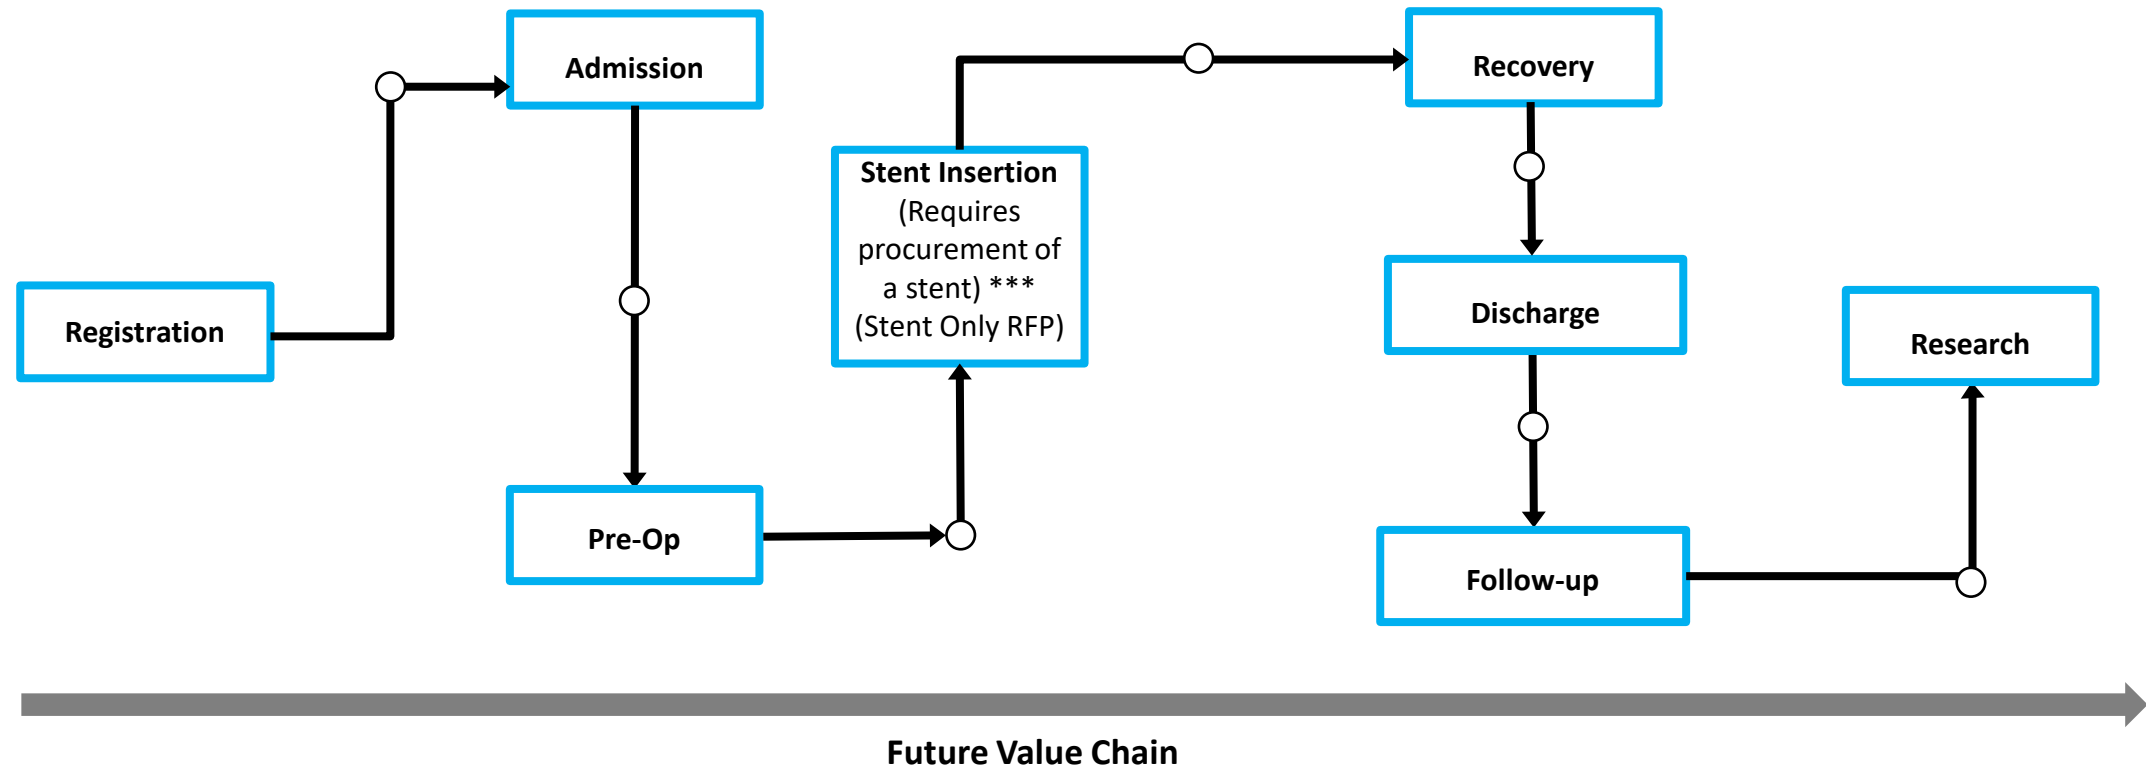 Registration
Admission
Pre-Op
Stent Insertion
(Requires
procurement of
a stent) ***
(Stent Only RFP)
Recovery
Discharge
Follow-up
Research
Future Value Chain